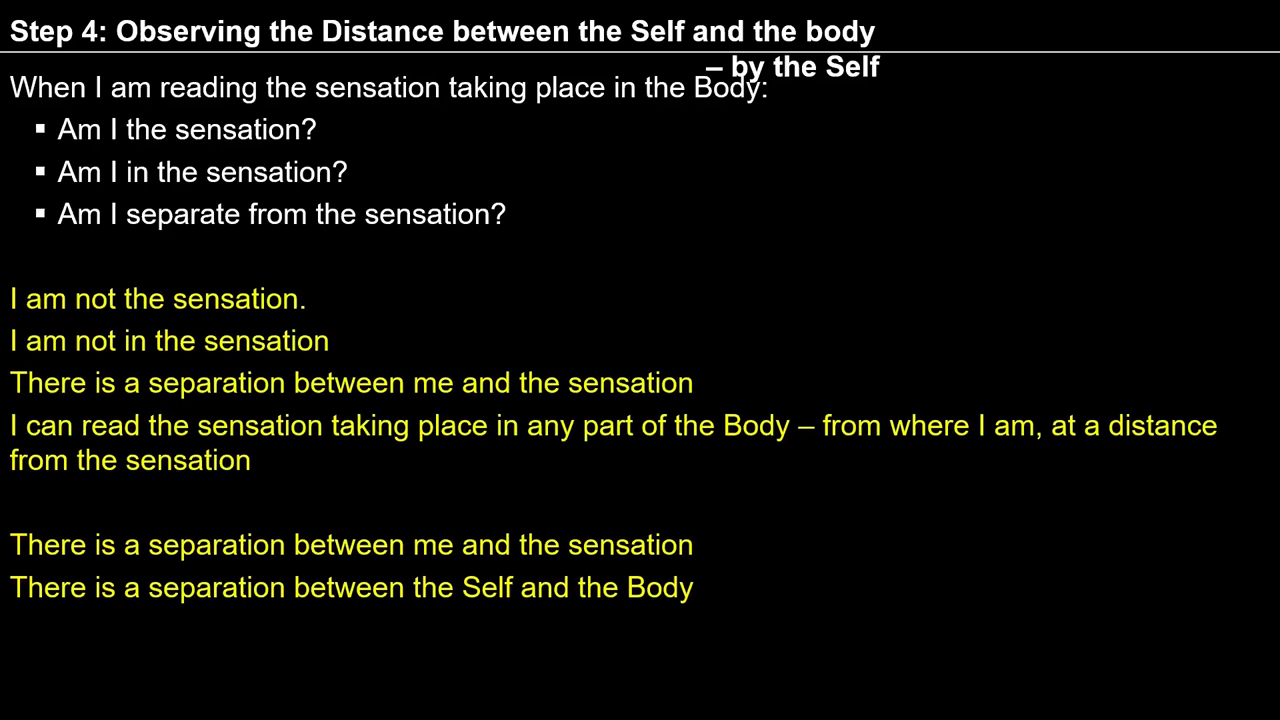 Step 4: Observing the Distance between the Self and the body
– by the Self
When I am reading the sensation taking place in the Body:
▪ Am I the sensation?
▪ Am I in the sensation?
▪ Am I separate from the sensation?
I am not the sensation.
I am not in the sensation
There is a separation between me and the sensation
I can read the sensation taking place in any part of the Body – from where I am, at a distance
from the sensation
There is a separation between me and the sensation
There is a separation between the Self and the Body